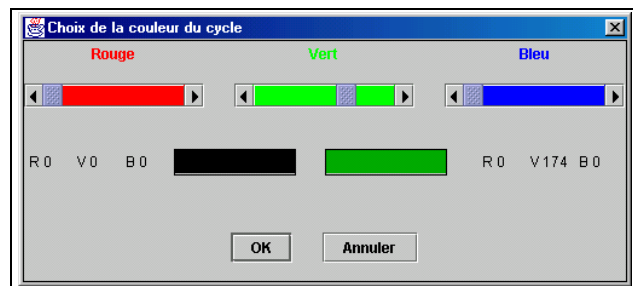 Choix de la couleur du cycle
Rouge Vert Bleu
R 0 V 0 B 0 R 0 V 174 B 0
OK Annuler